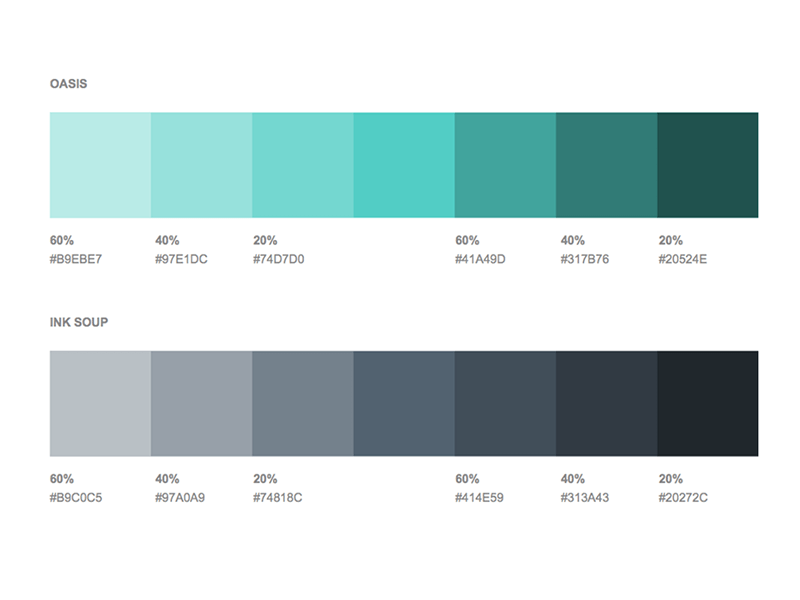 OASIS
60% 40% 20% 60% 40% 20%
#B9EBE7 #97E1DC #74D7D0 #41A49D #317B76 #20524E
INK SOUP
60% 40% 20% 60% 40% 20%
#B9C0C5 #97A0A9 #74818C #414E59 #313A43 #20272C